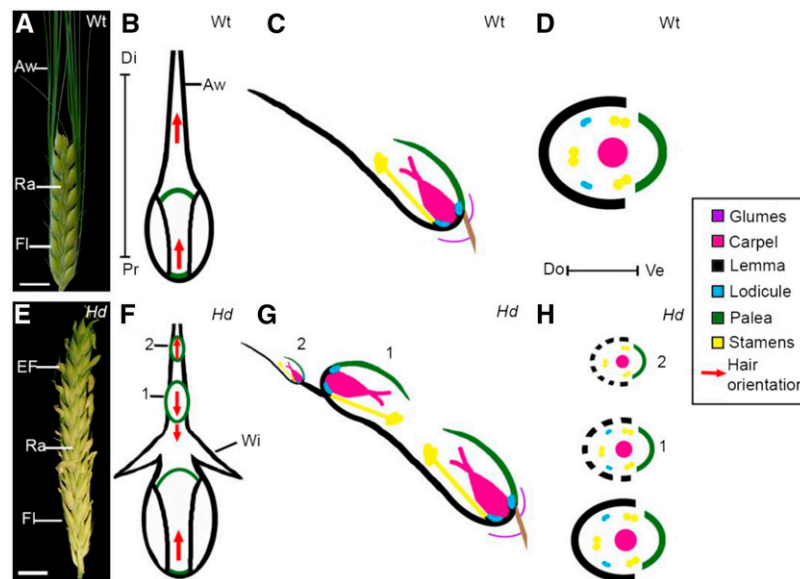 A Wt
Aw
Ra
Fl
B Wt
Di
Aw
Pr
C Wt
D Wt
Do Ve
Glumes
Carpel
Lemma
Lodicule
Palea
Stamens
Hair
orientation
E Hd
EF
Ra
Fl
F Hd
2
1
Wi
G Hd
2
1
H Hd
2
1